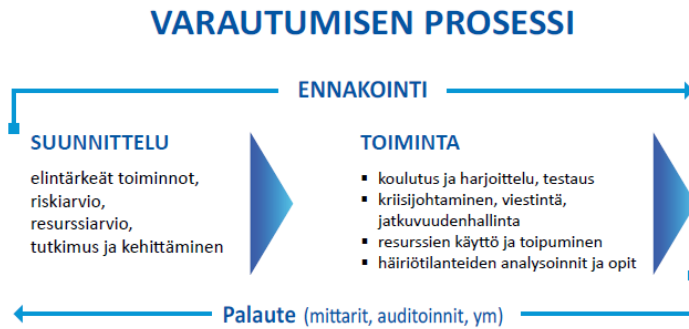 VARAUTUMISEN PROSESSI
ENNAKOINTI
SUUNNITTELU
elintärkeät toiminnot,
riskiarvio,
resurssiarvio,
tutkimus ja kehittäminen
TOIMINTA
▪ koulutus ja harjoittelu, testaus
▪ kriisijohtaminen, viestintä,
jatkuvuudenhallinta
▪ resurssien käyttö ja toipuminen
▪ häiriötilanteiden analysoinnit ja opit
Palaute (mittarit, auditoinnit, ym)